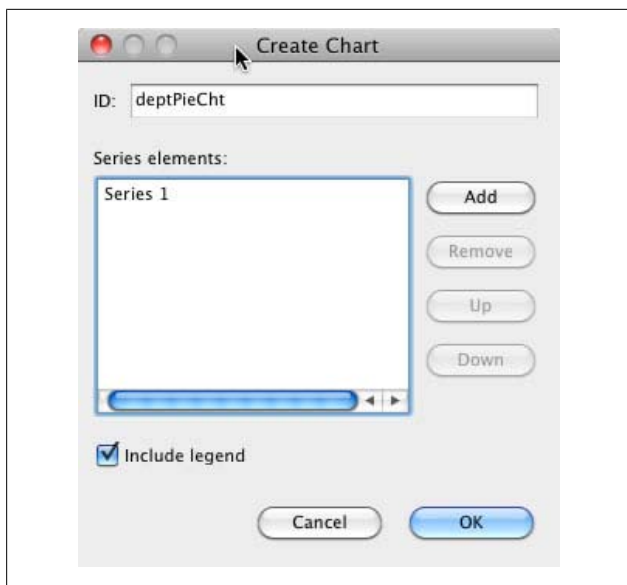 Create Chart
ID: deptPieCht
Series elements:
Series 1
Add
Remove
Up
Down
Include legend
Cancel
OK